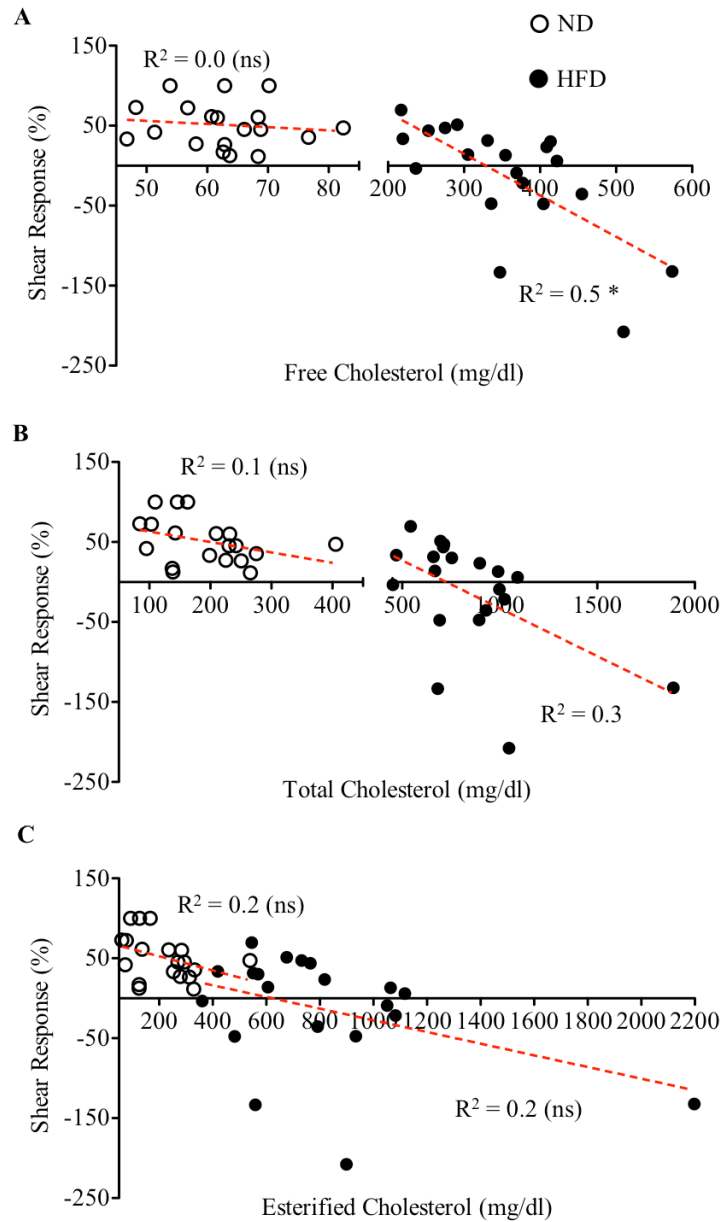 A
ND
HFD
R² = 0.0 (ns)
150
50
-50
-150
-250
50 60 70 80
200 300 400 500 600
R² = 0.5 *
Shear Response (%)
Free Cholesterol (mg/dl)
B
R² = 0.1 (ns)
150
50
-50
-150
-250
100 200 300 400
500 1000 1500 2000
R² = 0.3
Shear Response (%)
Total Cholesterol (mg/dl)
C
R² = 0.2 (ns)
150
50
-50
-150
-250
200 400 600 800 1000 1200 1400 1600 1800 2000 2200
R² = 0.2 (ns)
Shear Response (%)
Esterified Cholesterol (mg/dl)